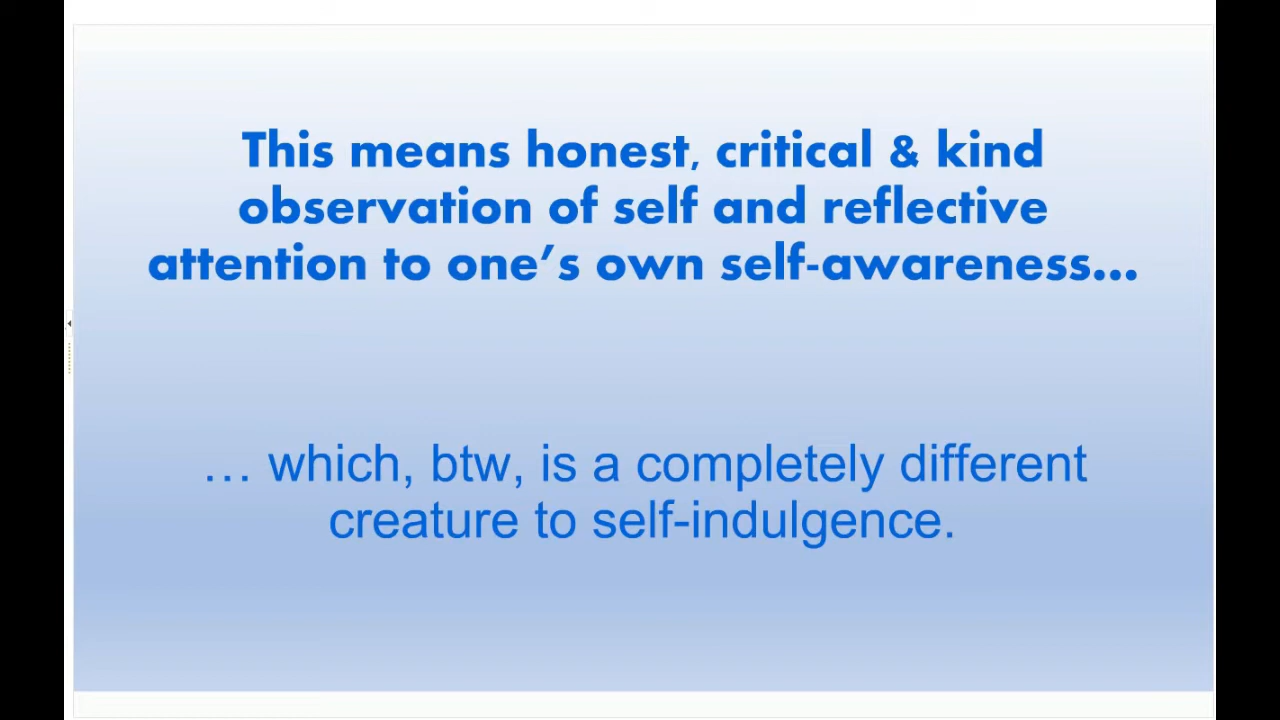 This means honest, critical & kind
observation of self and reflective
attention to one’s own self-awareness…
… which, btw, is a completely different
creature to self-indulgence.